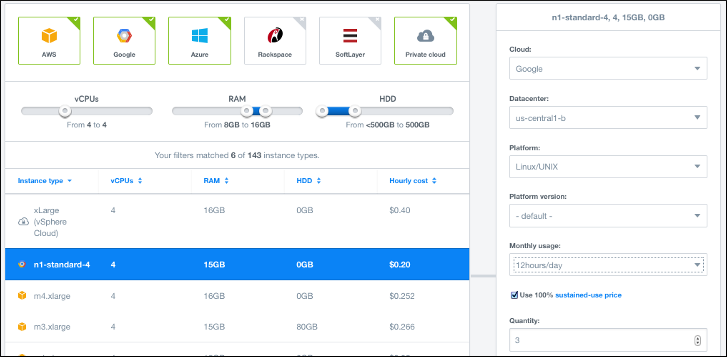 AWS
Google
Azure
Rackspace
SoftLayer
Private cloud
vCPUs
From 4 to 4
RAM
From 8GB to 16GB
HDD
From <500GB to 500GB
Your filters matched 6 of 143 instance types.
Instance type vCPUs RAM HDD Hourly cost
xLarge (vSphere Cloud) 4 16GB 0GB $0.40
n1-standard-4 4 15GB 0GB $0.20
m4.xlarge 4 16GB 0GB $0.252
m3.xlarge 4 15GB 80GB $0.266
n1-standard-4, 4, 15GB, 0GB
Cloud:
Google
Datacenter:
us-central1-b
Platform:
Linux/UNIX
Platform version:
- default -
Monthly usage:
12hours/day
Use 100% sustained-use price
Quantity:
3